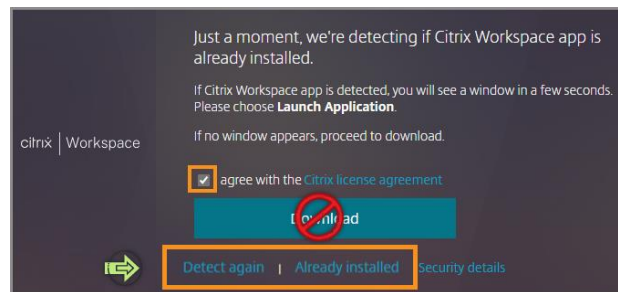 Just a moment, we're detecting if Citrix Workspace app is
already installed.
If Citrix Workspace app is detected, you will see a window in a few seconds.
Please choose Launch Application.
If no window appears, proceed to download.
citrix | Workspace
I agree with the Citrix license agreement
Download
Detect again | Already installed Security details